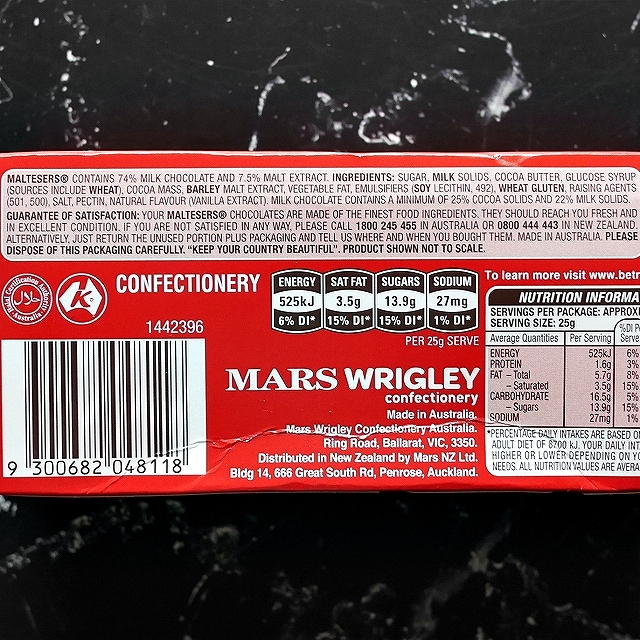 MALTESERS® CONTAINS 74% MILK CHOCOLATE AND 7.5% MALT EXTRACT. INGREDIENTS: SUGAR, MILK SOLIDS, COCOA BUTTER, GLUCOSE SYRUP
(SOURCES INCLUDE WHEAT), COCOA MASS, BARLEY MALT EXTRACT, VEGETABLE FAT, EMULSIFIERS (SOY LECITHIN, 492), WHEAT GLUTEN, RAISING AGENTS
(501, 500), SALT, PECTIN, NATURAL FLAVOUR (VANILLA EXTRACT). MILK CHOCOLATE CONTAINS A MINIMUM OF 25% COCOA SOLIDS AND 22% MILK SOLIDS.
GUARANTEE OF SATISFACTION: YOUR MALTESERS® CHOCOLATES ARE MADE OF THE FINEST FOOD INGREDIENTS. THEY SHOULD REACH YOU FRESH AND
IN EXCELLENT CONDITION. IF YOU ARE NOT SATISFIED IN ANY WAY, PLEASE CALL 1800 245 455 IN AUSTRALIA OR 0800 444 443 IN NEW ZEALAND.
ALTERNATIVELY, JUST RETURN THE UNUSED PORTION PLUS PACKAGING AND TELL US WHERE AND WHEN YOU BOUGHT THEM. MADE IN AUSTRALIA. PLEASE
DISPOSE OF THIS PACKAGING CAREFULLY. "KEEP YOUR COUNTRY BEAUTIFUL". PRODUCT SHOWN NOT TO SCALE.
Halal Certification Authority
Australia
حلال
K
CONFECTIONERY
1442396
9 300682 048118
ENERGY SAT FAT SUGARS SODIUM
525kJ 3.5g 13.9g 27mg
6% DI* 15% DI* 15% DI* 1% DI*
PER 25g SERVE
MARS WRIGLEY
confectionery
Made in Australia.
Mars Wrigley Confectionery Australia.
Ring Road, Ballarat, VIC, 3350.
Distributed in New Zealand by Mars NZ Ltd.
Bldg 14, 666 Great South Rd, Penrose, Auckland.
To learn more visit www.betr
NUTRITION INFORMA
SERVINGS PER PACKAGE: APPROXI
SERVING SIZE: 25g
Average Quantities Per Serving %DI Pe
Serve
ENERGY 525kJ 6%
PROTEIN 1.6g 3%
FAT – Total 5.7g 8%
– Saturated 3.5g 15%
CARBOHYDRATE 16.5g 5%
– Sugars 13.9g 15%
SODIUM 27mg 1%
*PERCENTAGE DAILY INTAKES ARE BASED ON
ADULT DIET OF 8700 KJ. YOUR DAILY INT
HIGHER OR LOWER DEPENDING ON YO
NEEDS. ALL NUTRITION VALUES ARE AVERA